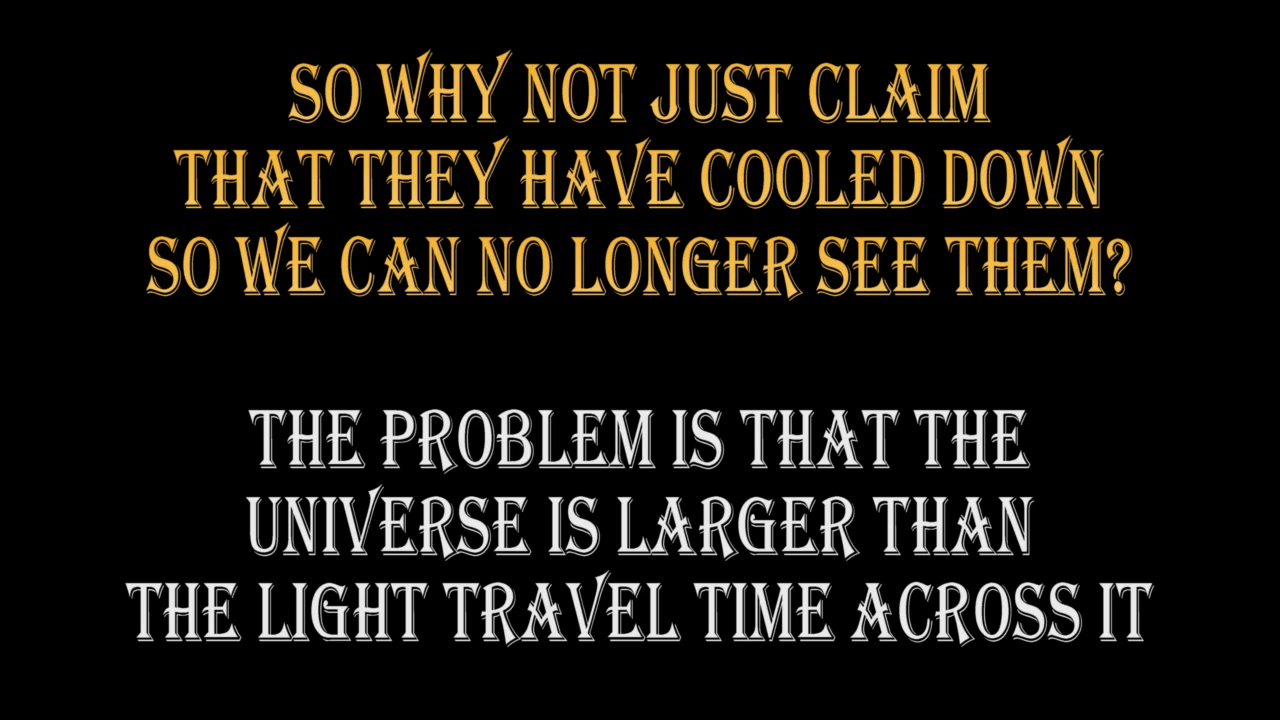 SO WHY NOT JUST CLAIM
THAT THEY HAVE COOLED DOWN
SO WE CAN NO LONGER SEE THEM?
THE PROBLEM IS THAT THE
UNIVERSE IS LARGER THAN
THE LIGHT TRAVEL TIME ACROSS IT